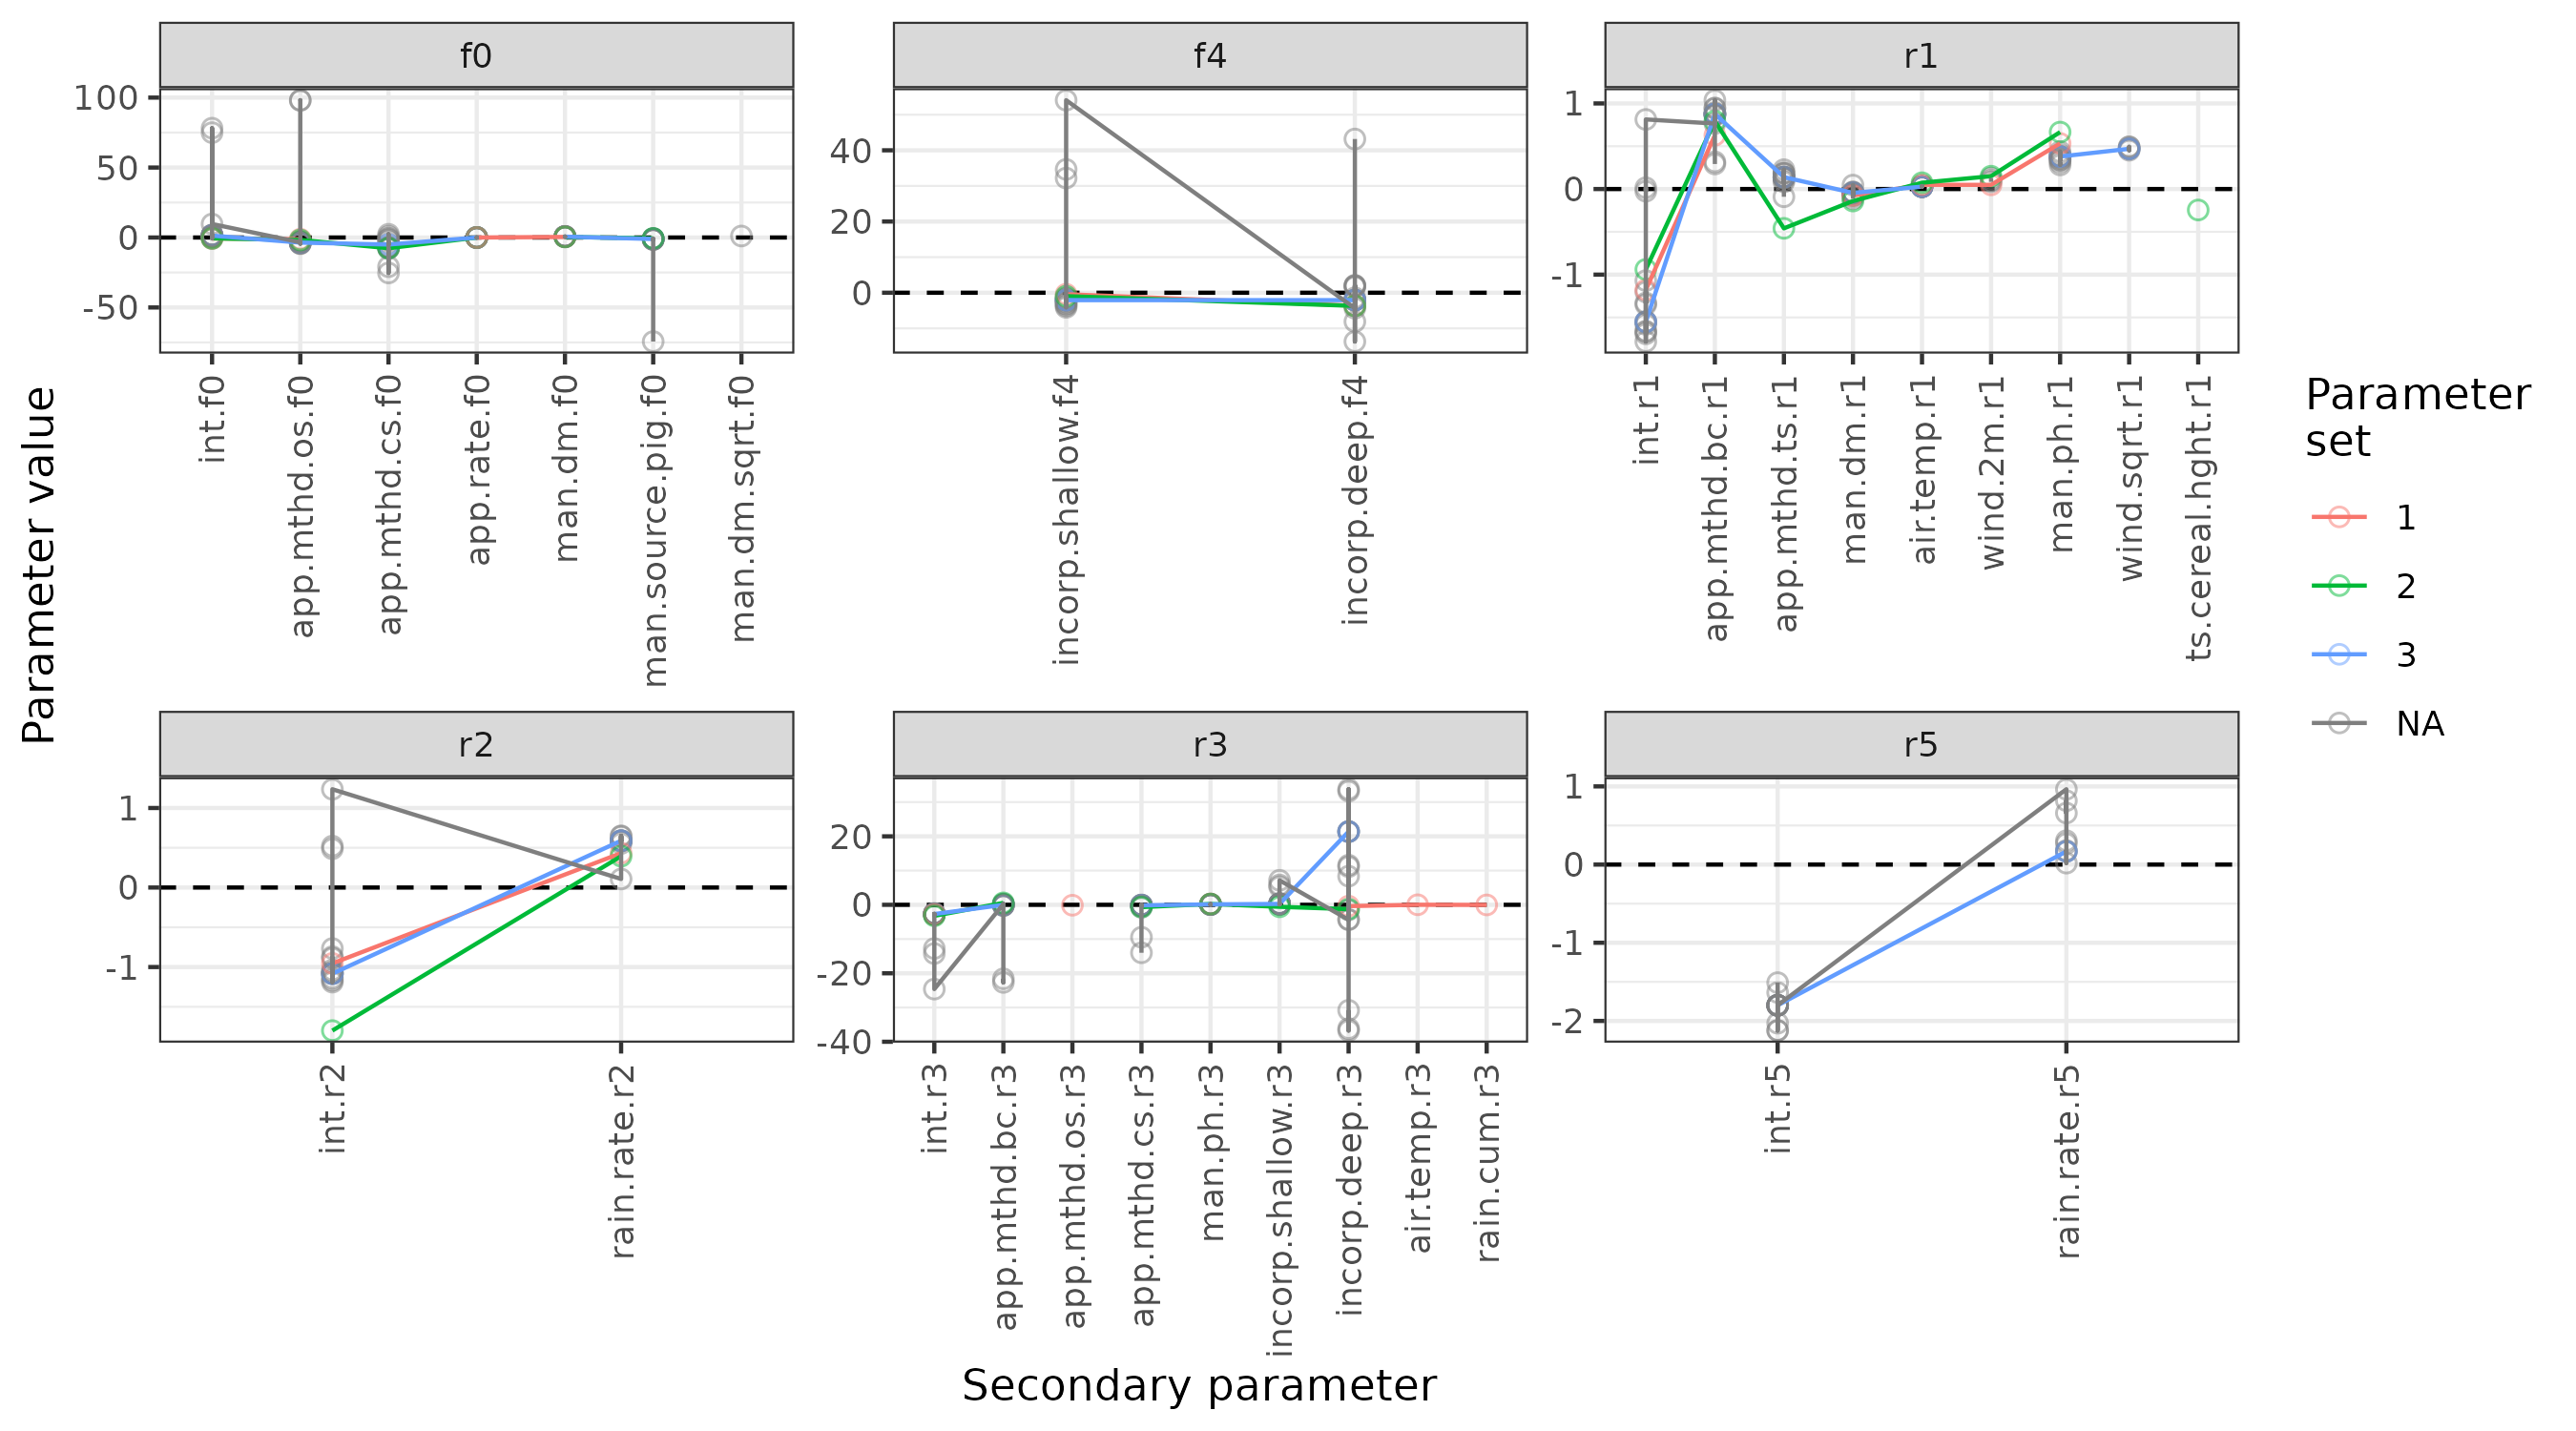 f0
f4
r1
100
50
0
-50
40
20
0
1
0
-1
int.f0
app.mthd.os.f0
app.mthd.cs.f0
app.rate.f0
man.dm.f0
man.source.pig.f0
man.dm.sqrt.f0
incorp.shallow.f4
incorp.deep.f4
int.r1
app.mthd.bc.r1
app.mthd.ts.r1
man.dm.r1
air.temp.r1
wind.2m.r1
man.ph.r1
wind.sqrt.r1
ts.cereal.hght.r1
Parameter value
Parameter
set
1
2
3
NA
r2
r3
r5
1
0
-1
20
0
-20
-40
1
0
-1
-2
int.r2
rain.rate.r2
int.r3
app.mthd.bc.r3
app.mthd.os.r3
app.mthd.cs.r3
man.ph.r3
incorp.shallow.r3
incorp.deep.r3
air.temp.r3
rain.cum.r3
int.r5
rain.rate.r5
Secondary parameter